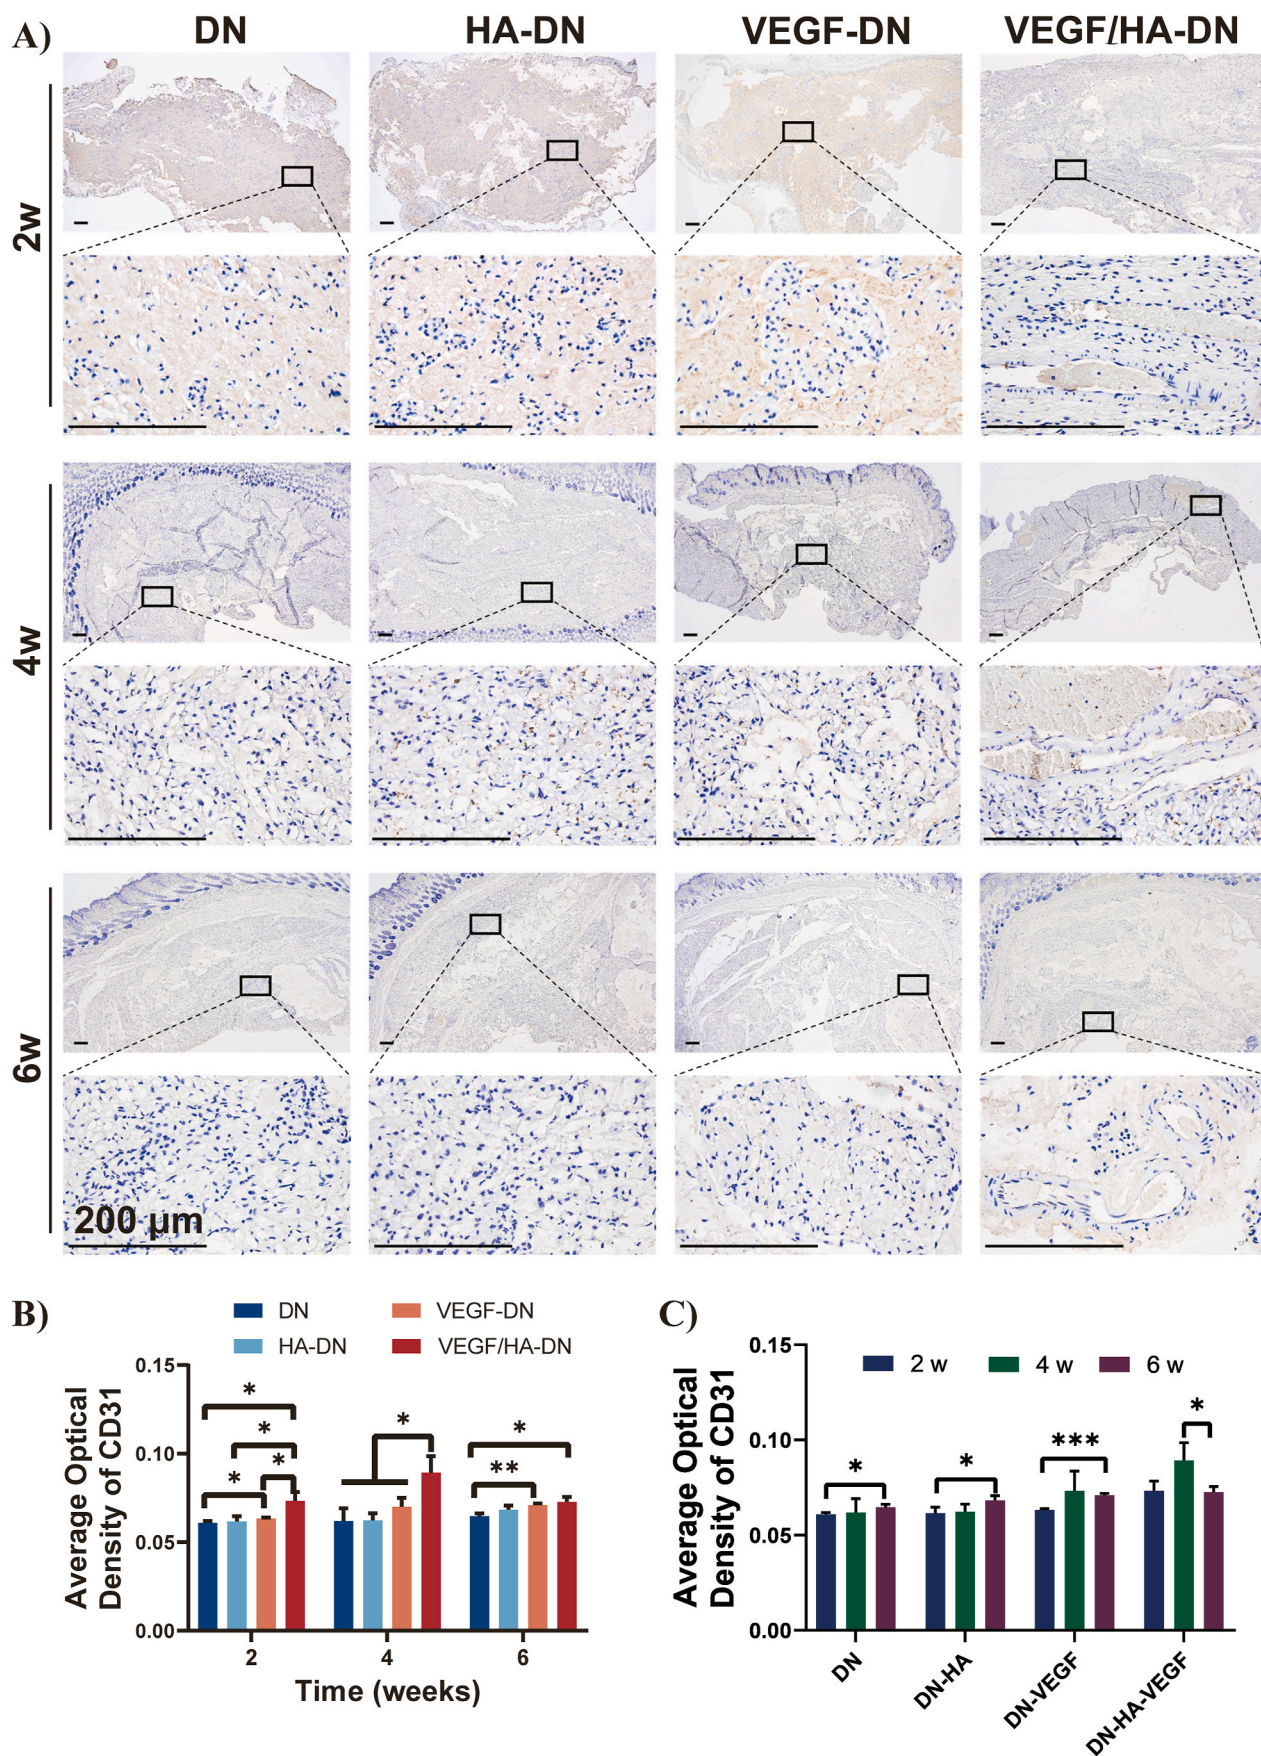 A)
DN HA-DN VEGF-DN VEGF/HA-DN
2w
4w
6w
200 μm
B)
DN VEGF-DN
HA-DN VEGF/HA-DN
Average Optical
Density of CD31
0.15
0.10
0.05
0.00
*
*
*
*
*
*
**
2 4 6
Time (weeks)
C)
2 w 4 w 6 w
Average Optical
Density of CD31
0.15
0.10
0.05
0.00
*
*
***
*
DN
DN-HA
DN-VEGF
DN-HA-VEGF